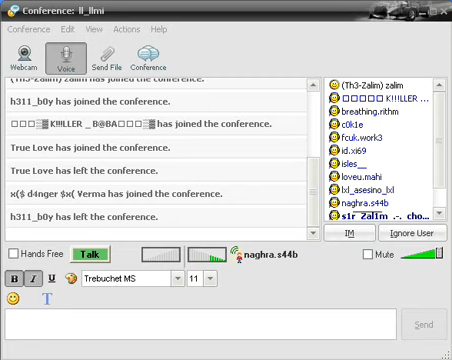 Conference: ll_llmi
Conference Edit View Actions Help
Webcam Voice Send File Conference
(Th3-Zalim) zalim has joined the conference.
h311_b0y has joined the conference.
K!!!LLER _ B@BA has joined the conference.
True Love has joined the conference.
True Love has left the conference.
x($ d4nger $x( Verma has joined the conference.
h311_b0y has left the conference.
(Th3-Zalim) zalim
K!!!LLER ...
breathing.rithm
c0k1e
fcuk.work3
id.xi69
isles__
loveu.mahi
lxl_asesino_lxl
naghra.s44b
s1r_Zal1m .-. cho...
IM Ignore User
Hands Free Talk naghra.s44b Mute
B I U Trebuchet MS 11
T
Send